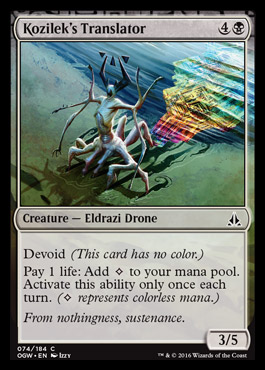 Kozilek's Translator 4
Creature — Eldrazi Drone
Devoid (This card has no color.)
Pay 1 life: Add ◇ to your mana pool.
Activate this ability only once each
turn. (◇ represents colorless mana.)
From nothingness, sustenance.
3/5
074/184 C
OGW • EN Izzy
™ & © 2016 Wizards of the Coast